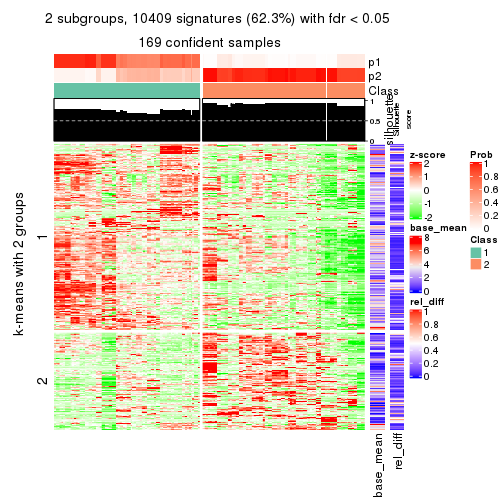 2 subgroups, 10409 signatures (62.3%) with fdr < 0.05
169 confident samples
p1
p2
Class
1
0.5
0
silhouette
Silhouette
score
k-means with 2 groups
1
2
base_mean
rel_diff
z-score
2
1
0
-1
-2
base_mean
8
6
4
2
0
rel_diff
1
0.8
0.6
0.4
0.2
0
Prob
1
0.8
0.6
0.4
0.2
0
Class
1
2